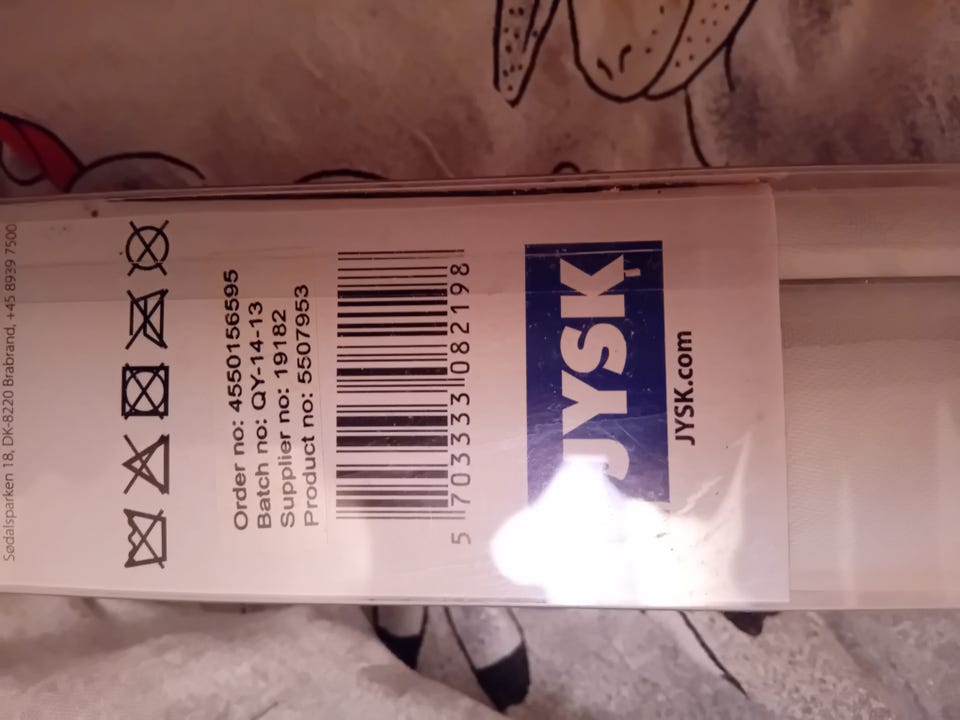 Sødalsparken 18, DK-8220 Brabrand, +45 8939 7500
Order no: 4550156595
Batch no: QY-14-13
Supplier no: 19182
Product no: 5507953
5 703333 082198
JYSK
JYSK.com